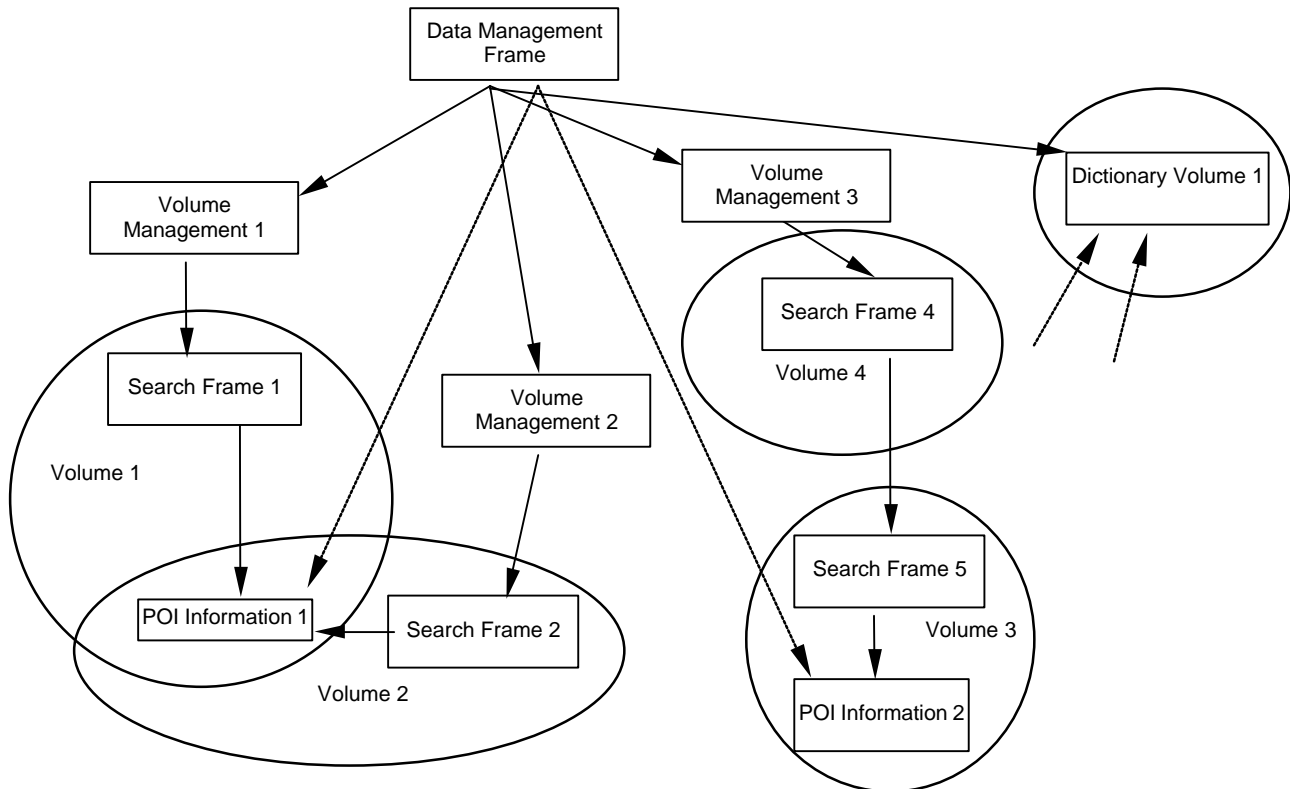 Data Management
Frame
Volume
Management 3
Dictionary Volume 1
Volume
Management 1
Search Frame 4
Volume 4
Search Frame 1
Volume
Management 2
Volume 1
Search Frame 5
POI Information 1
Search Frame 2
Volume 3
Volume 2
POI Information 2